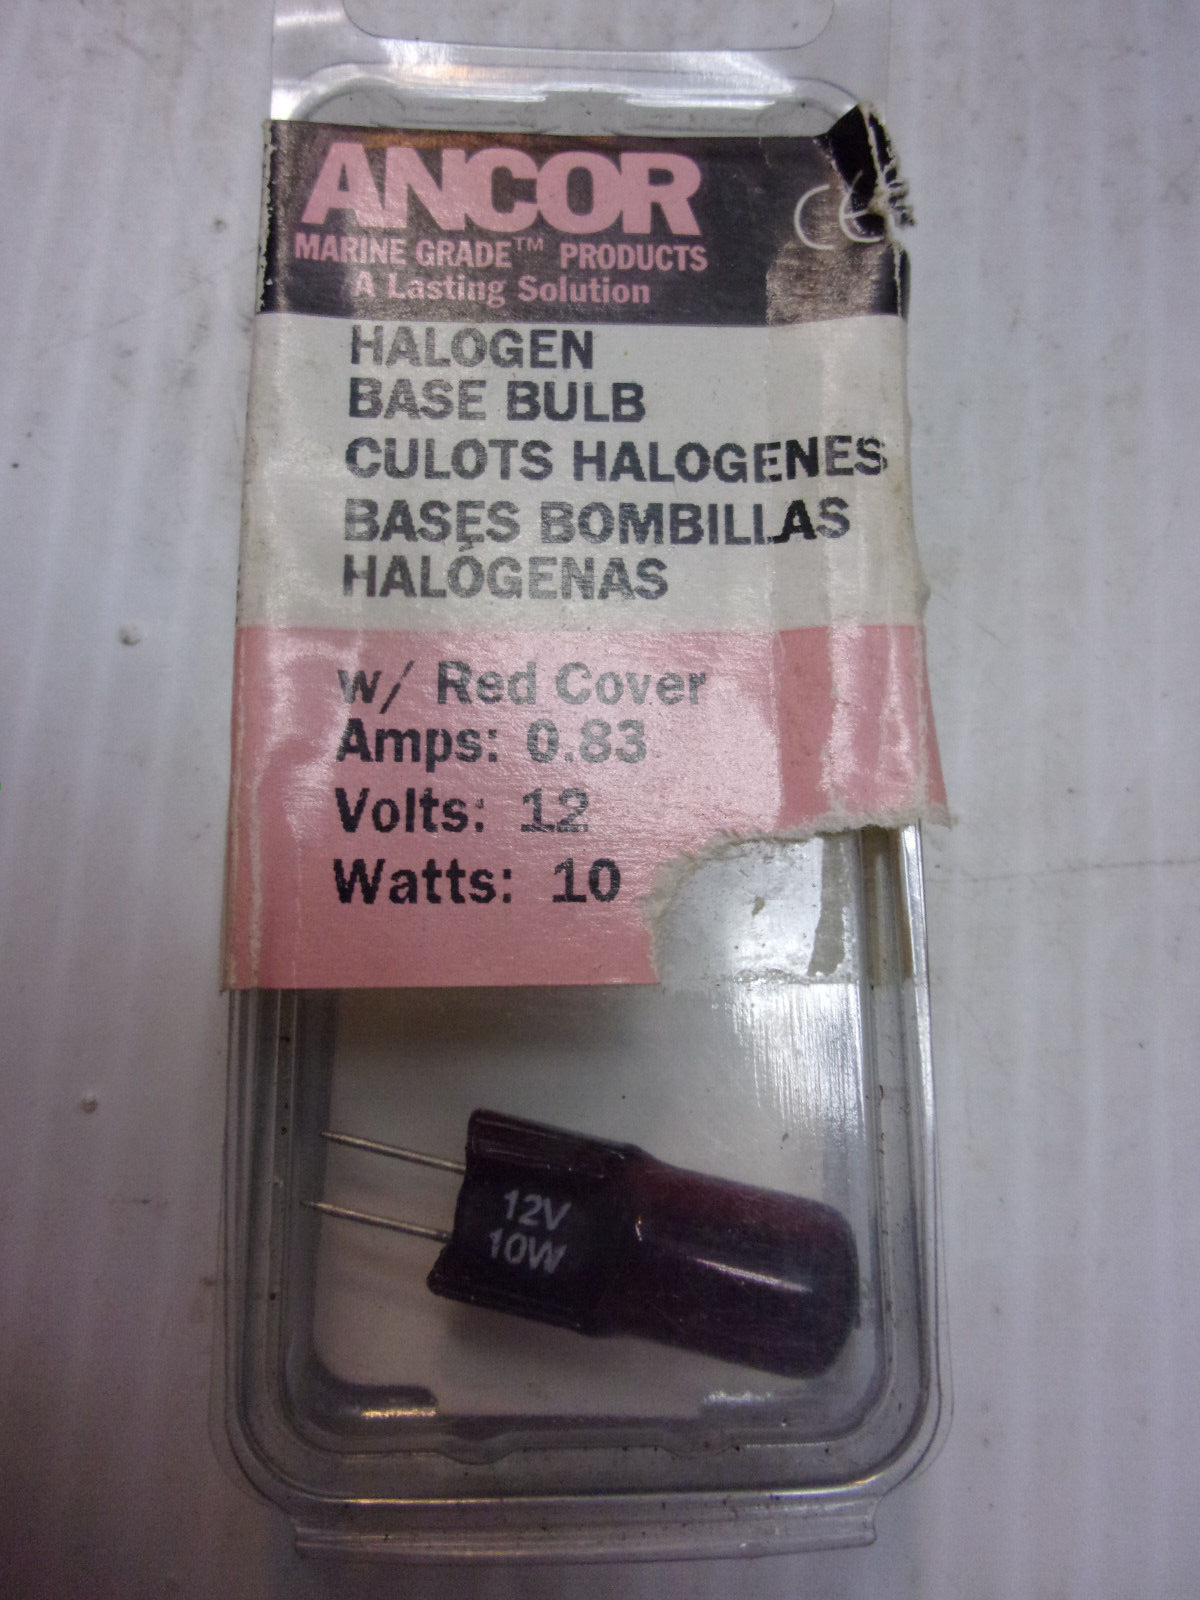 ANCOR
CE
MARINE GRADE™ PRODUCTS
A Lasting Solution
HALOGEN
BASE BULB
CULOTS HALOGENES
BASES BOMBILLAS
HALÓGENAS
w/ Red Cover
Amps: 0.83
Volts: 12
Watts: 10
12V
10W